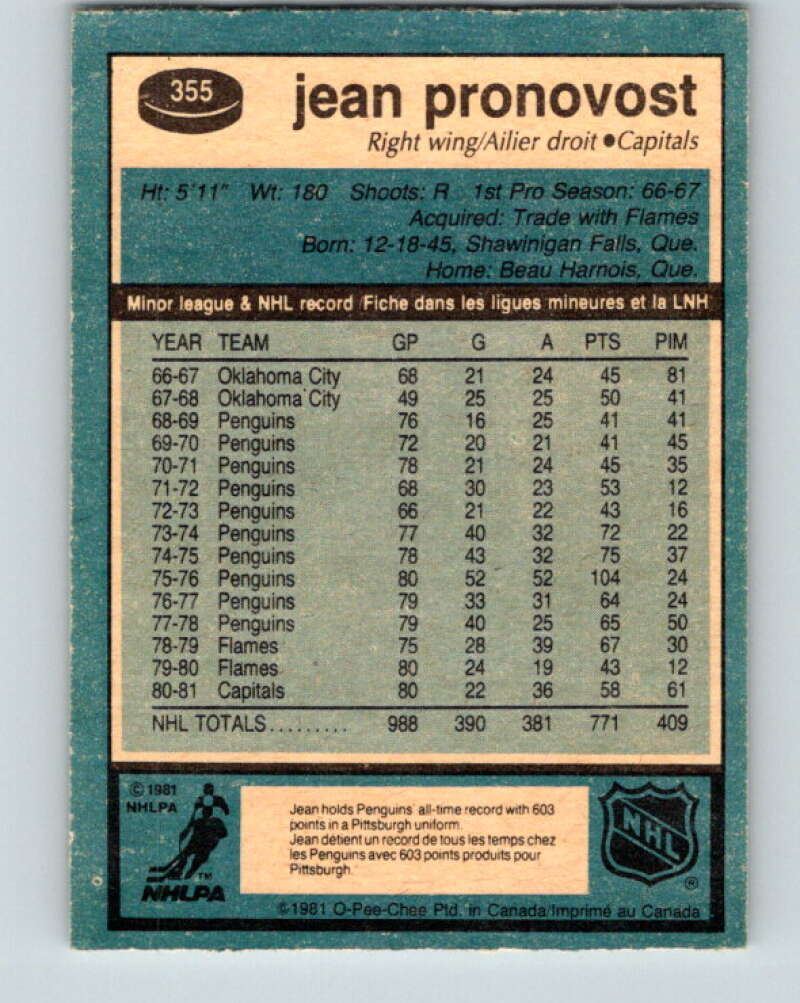 355
jean pronovost
Right wing/Ailier droit ●Capitals
Ht: 5'11" Wt: 180 Shoots: R 1st Pro Season: 66-67
Acquired: Trade with Flames
Born: 12-18-45, Shawinigan Falls, Que.
Home: Beau Harnois, Que.
Minor league & NHL record /Fiche dans les ligues mineures et la LNH
YEAR TEAM GP G A PTS PIM
66-67 Oklahoma City 68 21 24 45 81
67-68 Oklahoma City 49 25 25 50 41
68-69 Penguins 76 16 25 41 41
69-70 Penguins 72 20 21 41 45
70-71 Penguins 78 21 24 45 35
71-72 Penguins 68 30 23 53 12
72-73 Penguins 66 21 22 43 16
73-74 Penguins 77 40 32 72 22
74-75 Penguins 78 43 32 75 37
75-76 Penguins 80 52 52 104 24
76-77 Penguins 79 33 31 64 24
77-78 Penguins 79 40 25 65 50
78-79 Flames 75 28 39 67 30
79-80 Flames 80 24 19 43 12
80-81 Capitals 80 22 36 58 61
NHL TOTALS......... 988 390 381 771 409
© 1981
NHLPA
Jean holds Penguins' all-time record with 603
points in a Pittsburgh uniform.
Jean détient un record de tous les temps chez
les Penguins avec 603 points produits pour
Pittsburgh.
TM
NHLPA
NHL
®
©1981 O-Pee-Chee Ptd. in Canada/Imprimé au Canada